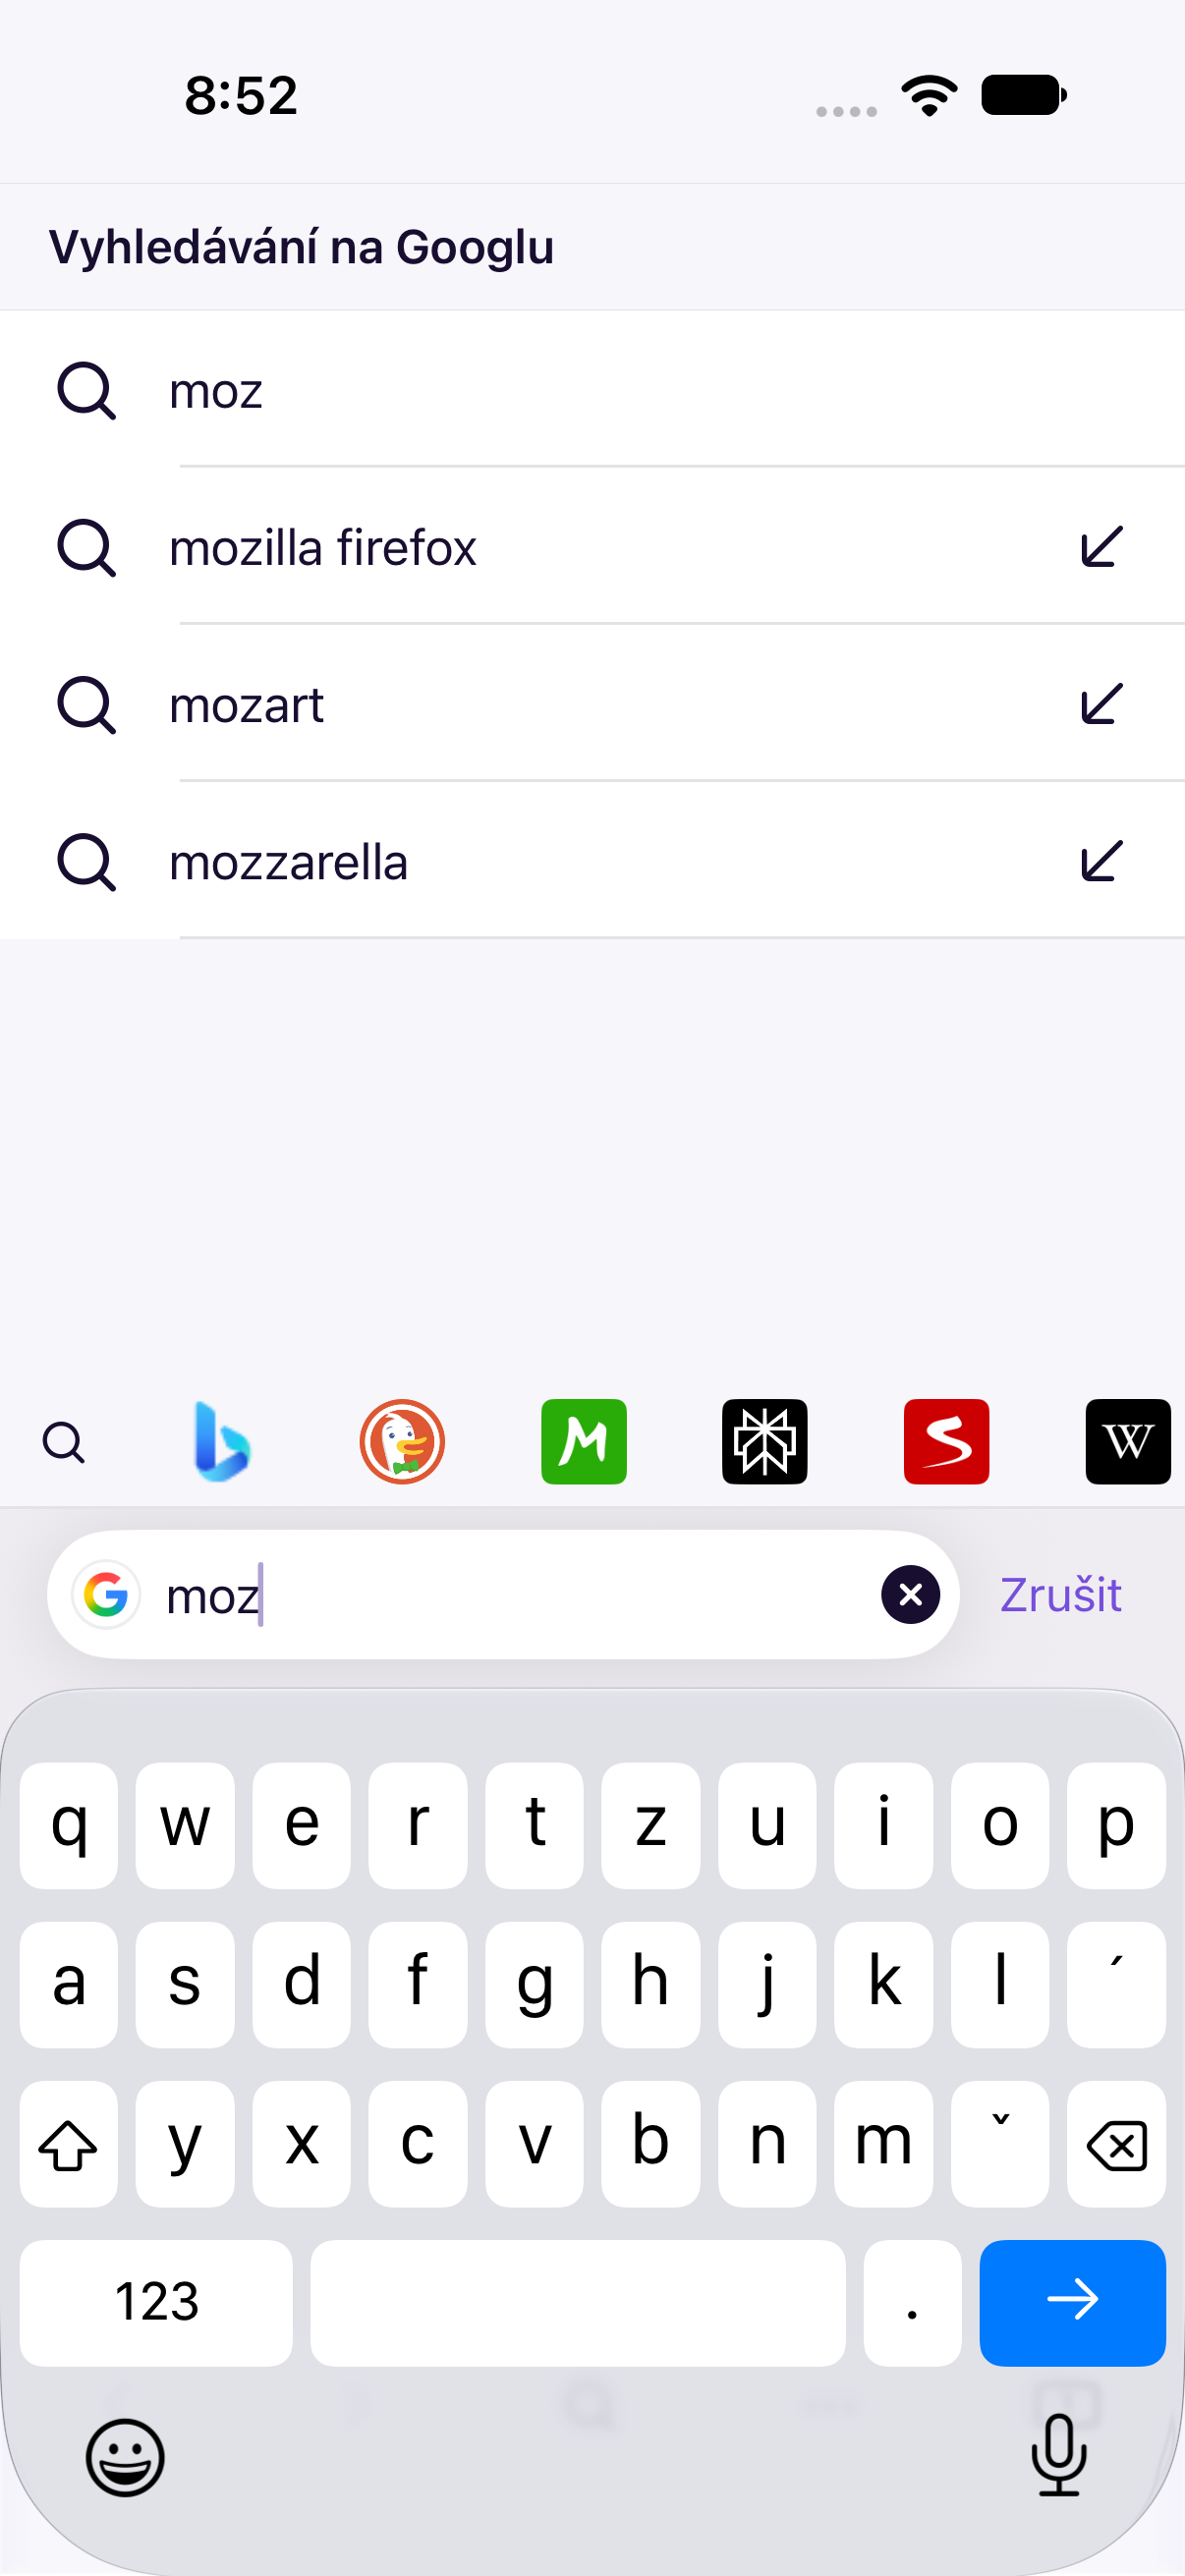 8:52
Vyhledávání na Googlu
moz
mozilla firefox
mozart
mozzarella
moz
Zrušit
q w e r t z u i o p
a s d f g h j k l ´
y x c v b n m ˇ
123 .